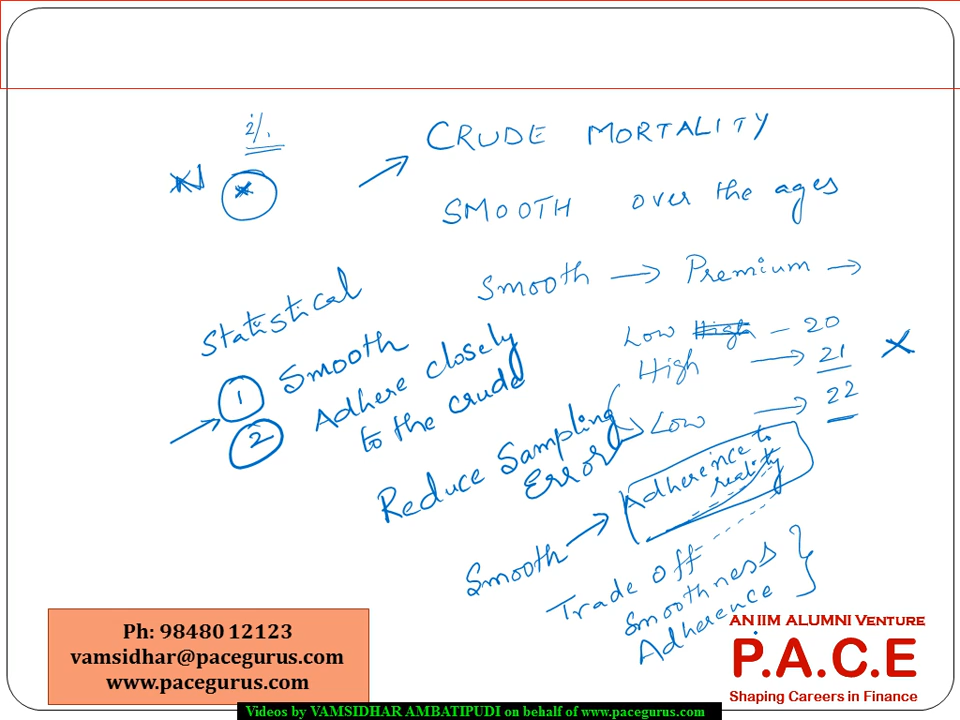 i%
CRUDE MORTALITY
SMOOTH over the ages
Smooth → Premium →
Statistical
1 Smooth
2 Adhere closely
to the crude
Low High - 20
High → 21
Low → 22
Reduce Sampling
Error
Smooth → Adherence to
reality
Trade off
Smoothness
Adherence
Ph: 98480 12123
vamsidhar@pacegurus.com
www.pacegurus.com
AN IIM ALUMNI VENTURE
P.A.C.E
Shaping Careers in Finance
Videos by VAMSIDHAR AMBATIPUDI on behalf of www.pacegurus.com